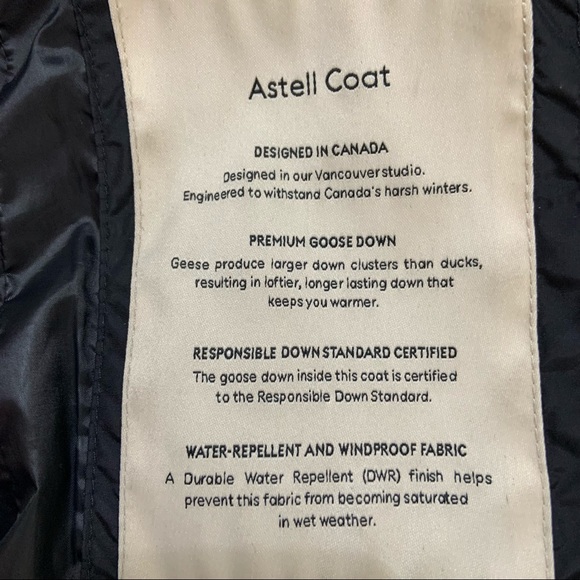 Astell Coat
DESIGNED IN CANADA
Designed in our Vancouver studio.
Engineered to withstand Canada's harsh winters.
PREMIUM GOOSE DOWN
Geese produce larger down clusters than ducks,
resulting in loftier, longer lasting down that
keeps you warmer.
RESPONSIBLE DOWN STANDARD CERTIFIED
The goose down inside this coat is certified
to the Responsible Down Standard.
WATER-REPELLENT AND WINDPROOF FABRIC
A Durable Water Repellent (DWR) finish helps
prevent this fabric from becoming saturated
in wet weather.